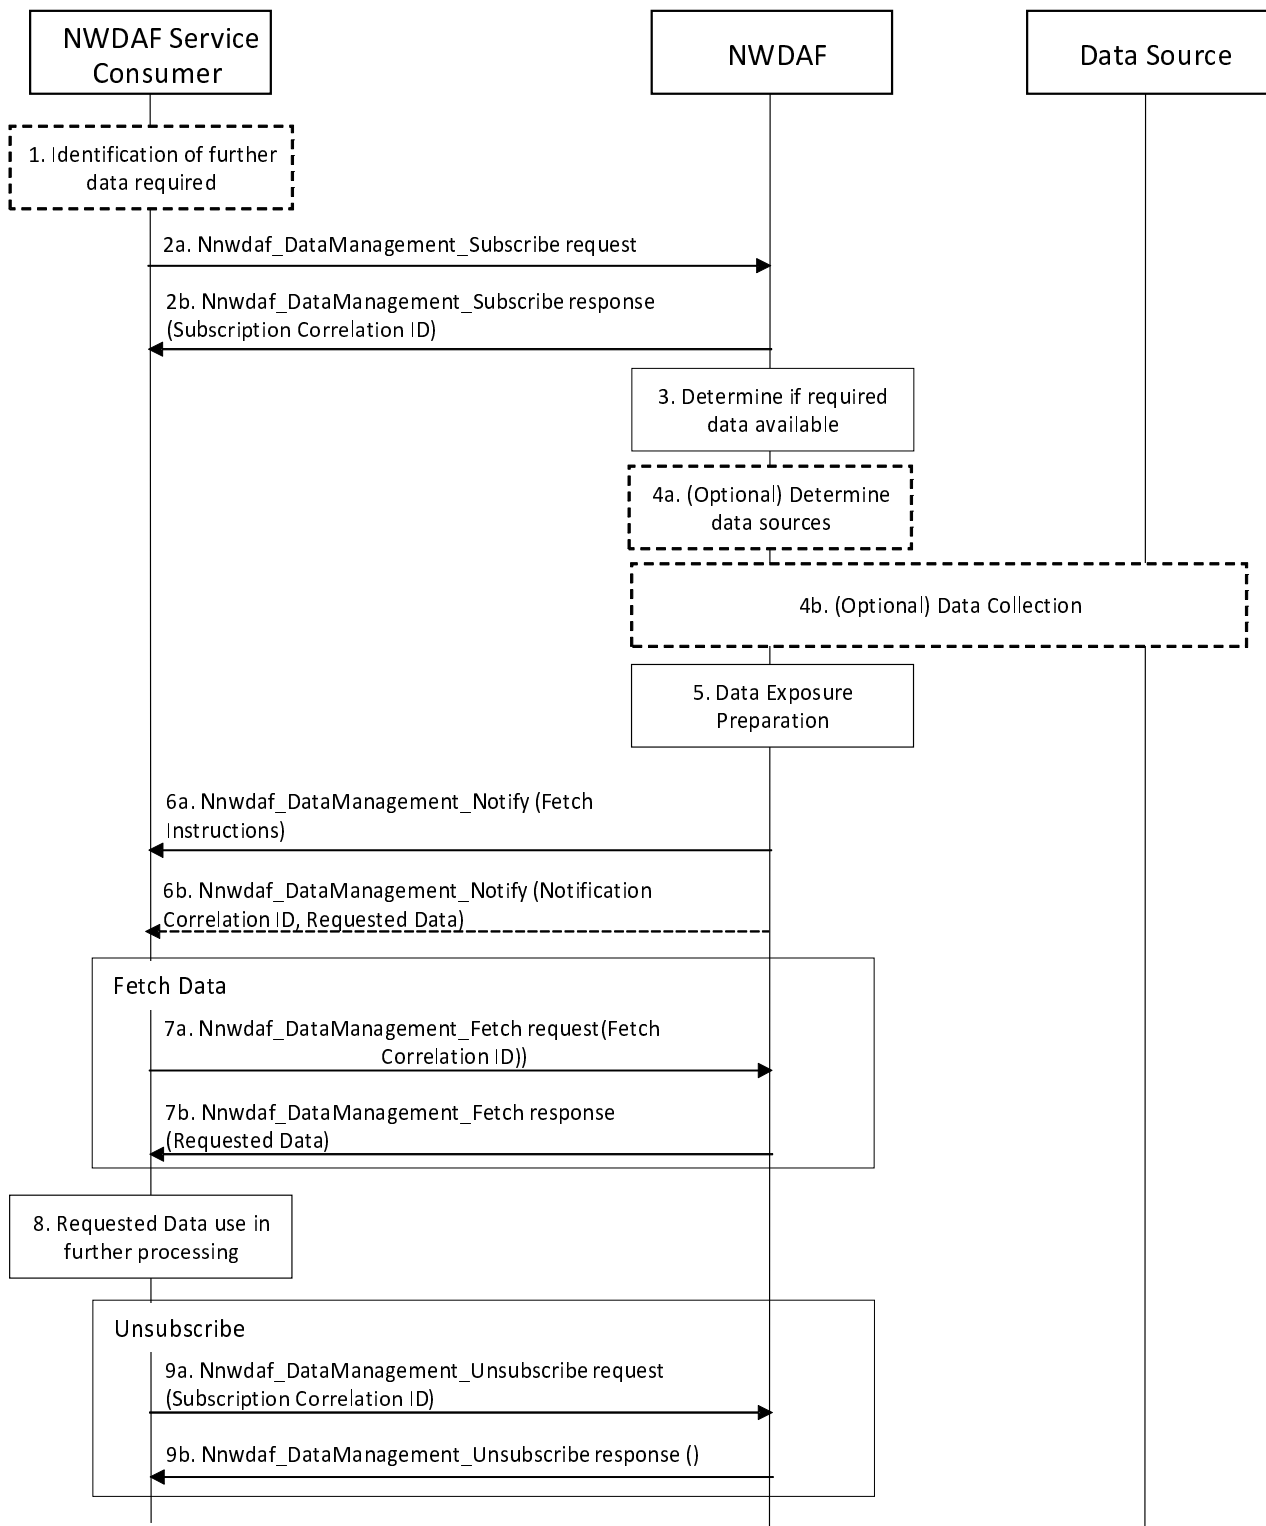 NWDAF Service
Consumer
NWDAF
Data Source
1. Identification of further
data required
2a. Nnwdaf_DataManagement_Subscribe request
2b. Nnwdaf_DataManagement_Subscribe response
(Subscription Correlation ID)
3. Determine if required
data available
4a. (Optional) Determine
data sources
4b. (Optional) Data Collection
5. Data Exposure
Preparation
6a. Nnwdaf_DataManagement_Notify (Fetch
Instructions)
6b. Nnwdaf_DataManagement_Notify (Notification
Correlation ID, Requested Data)
Fetch Data
7a. Nnwdaf_DataManagement_Fetch request(Fetch
Correlation ID))
7b. Nnwdaf_DataManagement_Fetch response
(Requested Data)
8. Requested Data use in
further processing
Unsubscribe
9a. Nnwdaf_DataManagement_Unsubscribe request
(Subscription Correlation ID)
9b. Nnwdaf_DataManagement_Unsubscribe response ()